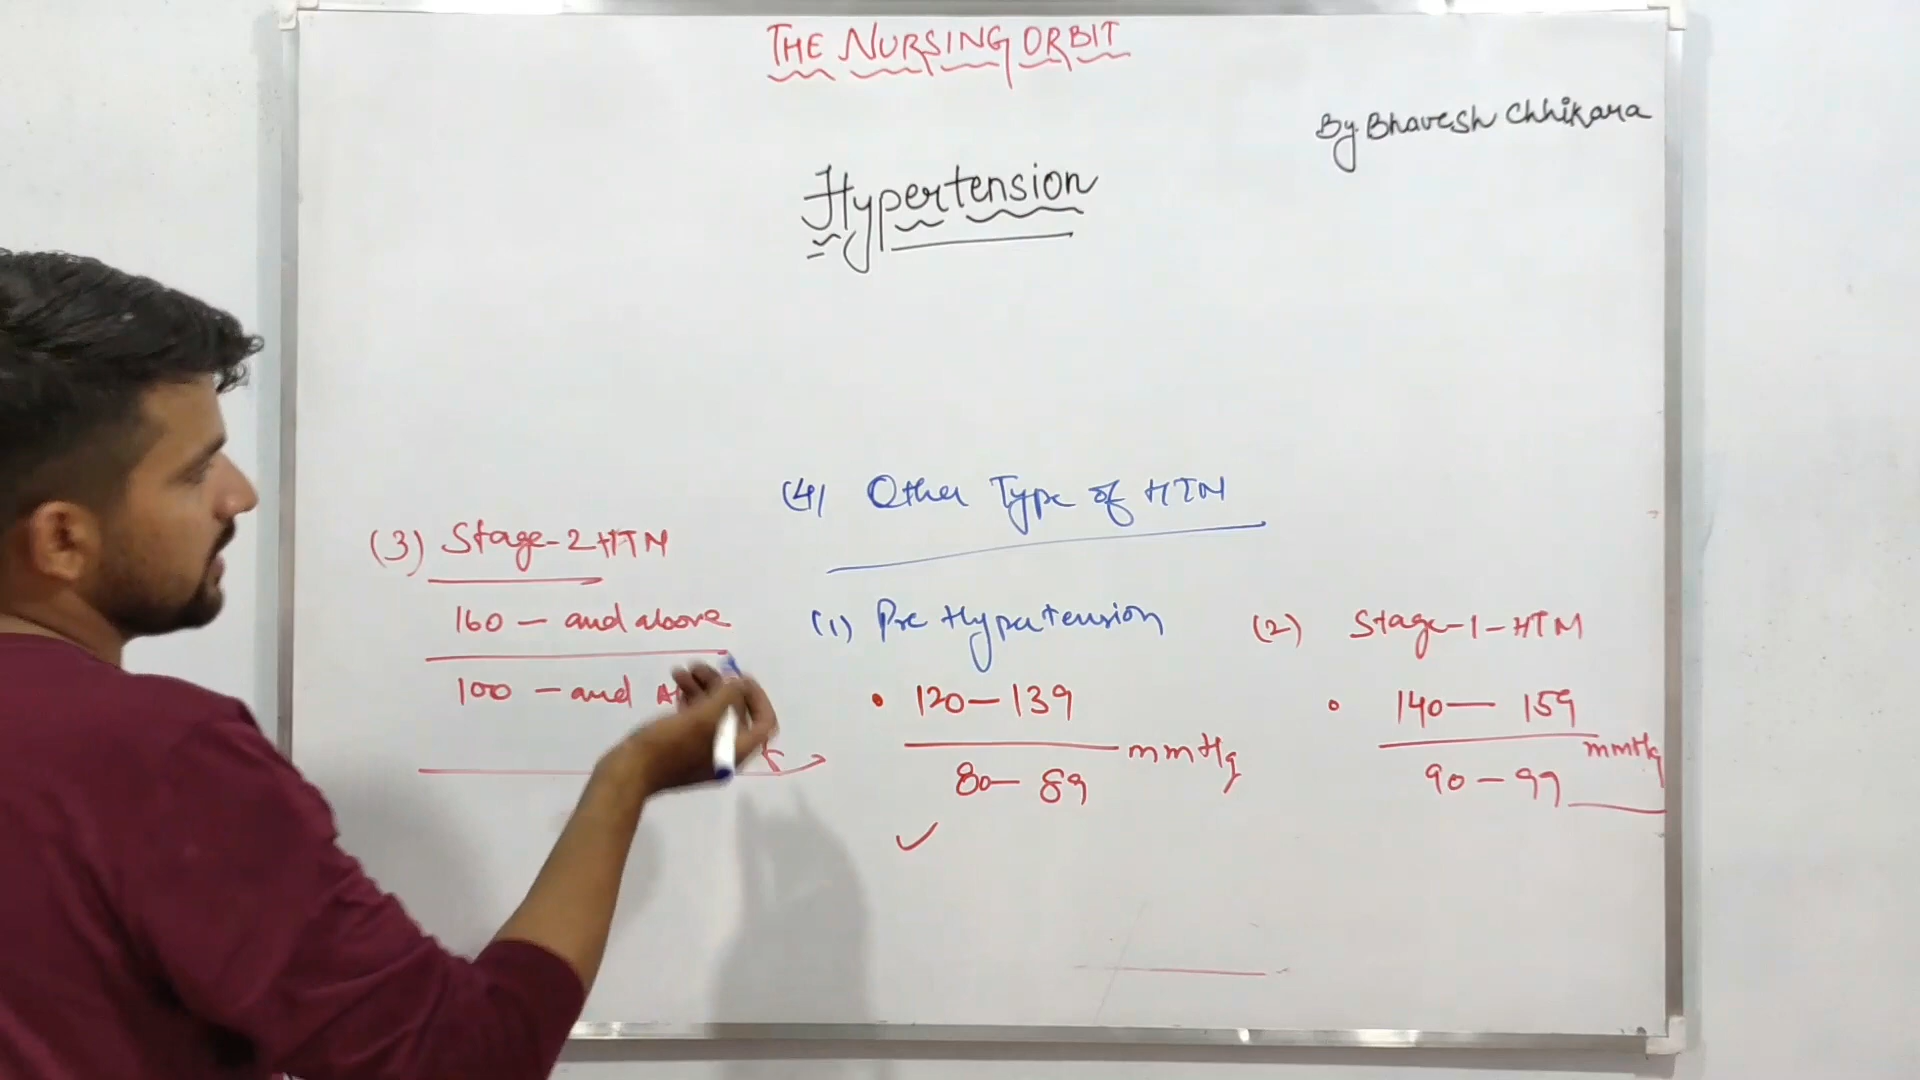 THE NURSING ORBIT
By. Bhavesh Chhikara
Hypertension
(4) Other Type of HTN
(3) Stage-2 HTN
160 — and above
100 — and
(1) Pre Hypertension
• 120 — 139
80 — 89
mmHg
(2) Stage-1-HTN
• 140 — 159
90 — 99
mmHg